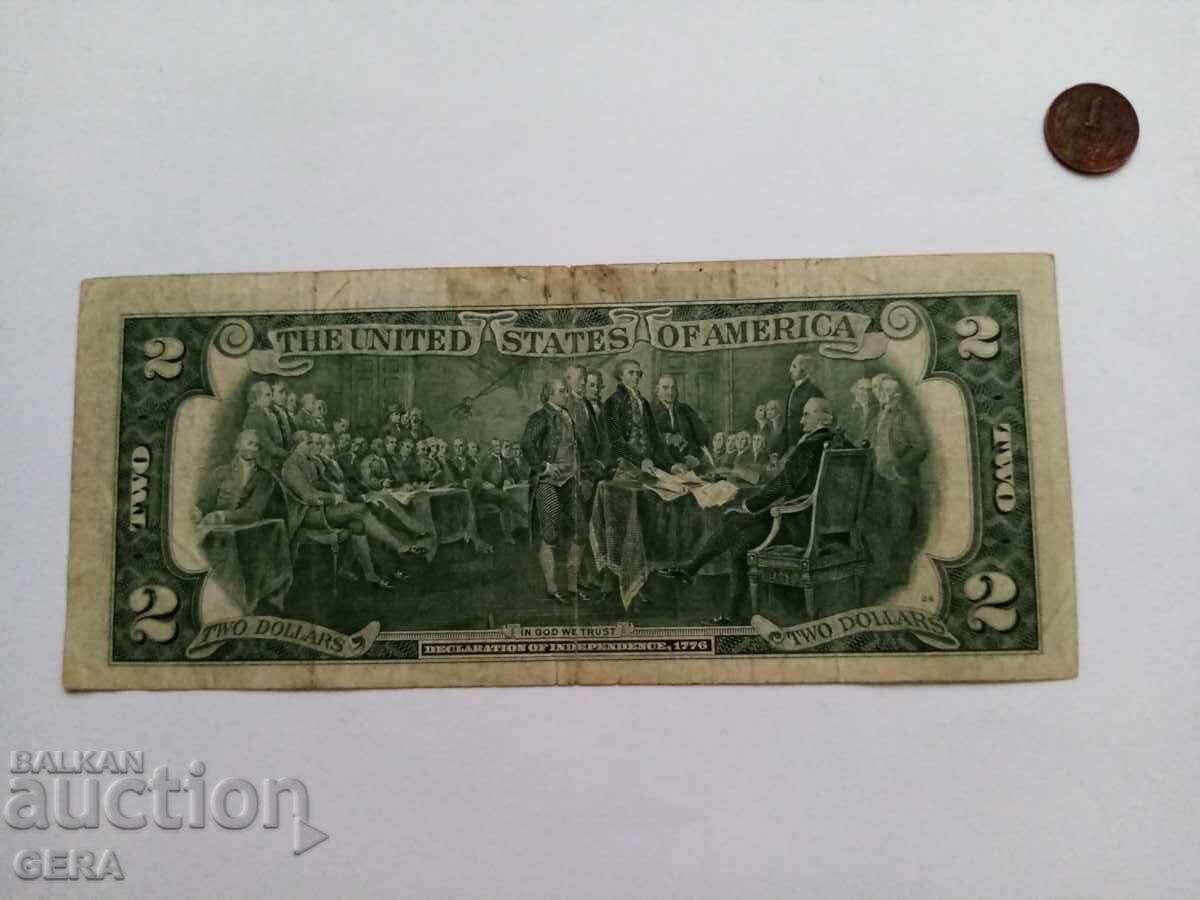 1
THE UNITED STATES OF AMERICA
2 2
TWO TWO
2 2
TWO DOLLARS TWO DOLLARS
IN GOD WE TRUST
DECLARATION OF INDEPENDENCE, 1776
BALKAN
auction
GERA